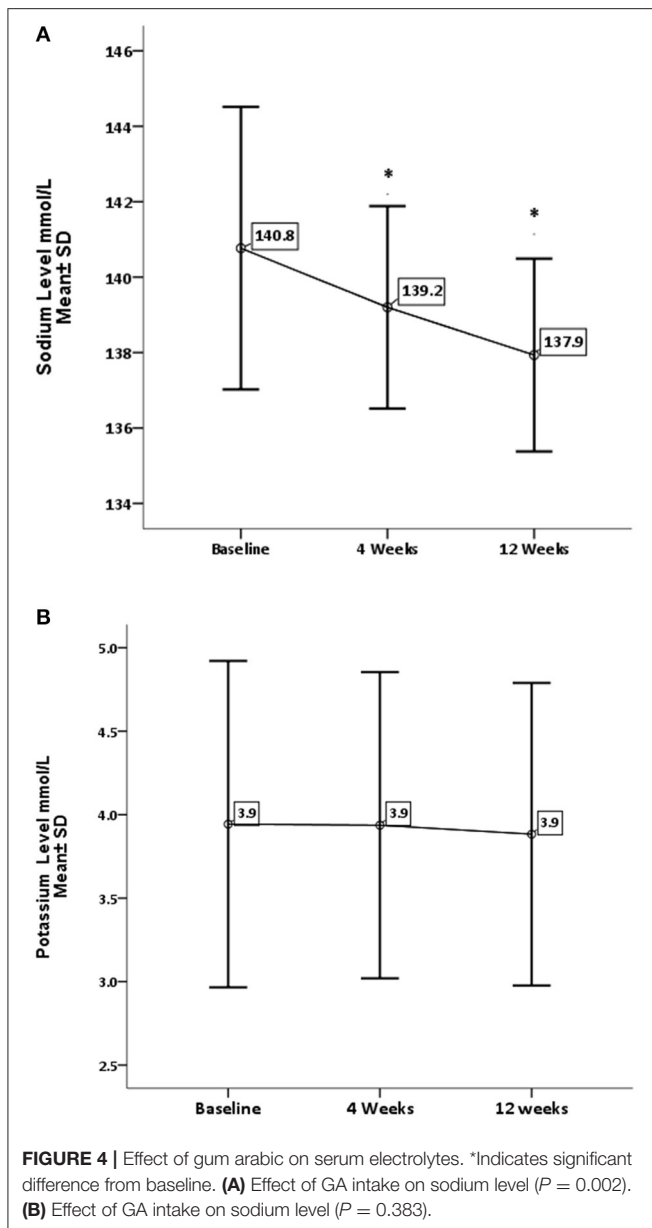 A
Sodium Level mmol/L
Mean± SD
146
144
142
140
138
136
134
140.8
*
139.2
*
137.9
Baseline
4 Weeks
12 Weeks
B
Potassium Level mmol/L
Mean± SD
5.0
4.5
4.0
3.5
3.0
2.5
3.9
3.9
3.9
Baseline
4 Weeks
12 weeks
FIGURE 4 | Effect of gum arabic on serum electrolytes. *Indicates significant
difference from baseline. (A) Effect of GA intake on sodium level (P = 0.002).
(B) Effect of GA intake on sodium level (P = 0.383).